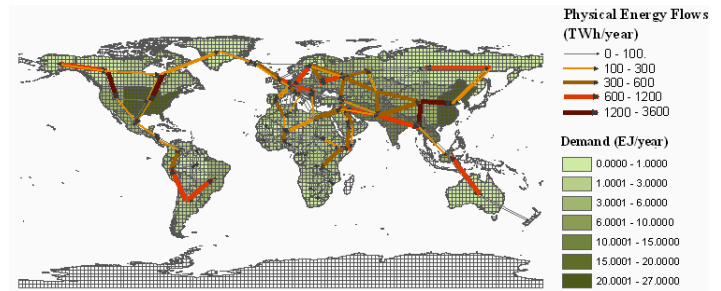 Physical Energy Flows
(TWh/year)
0 - 100.
100 - 300
300 - 600
600 - 1200
1200 - 3600
Demand (EJ/year)
0.0000 - 1.0000
1.0001 - 3.0000
3.0001 - 6.0000
6.0001 - 10.0000
10.0001 - 15.0000
15.0001 - 20.0000
20.0001 - 27.0000